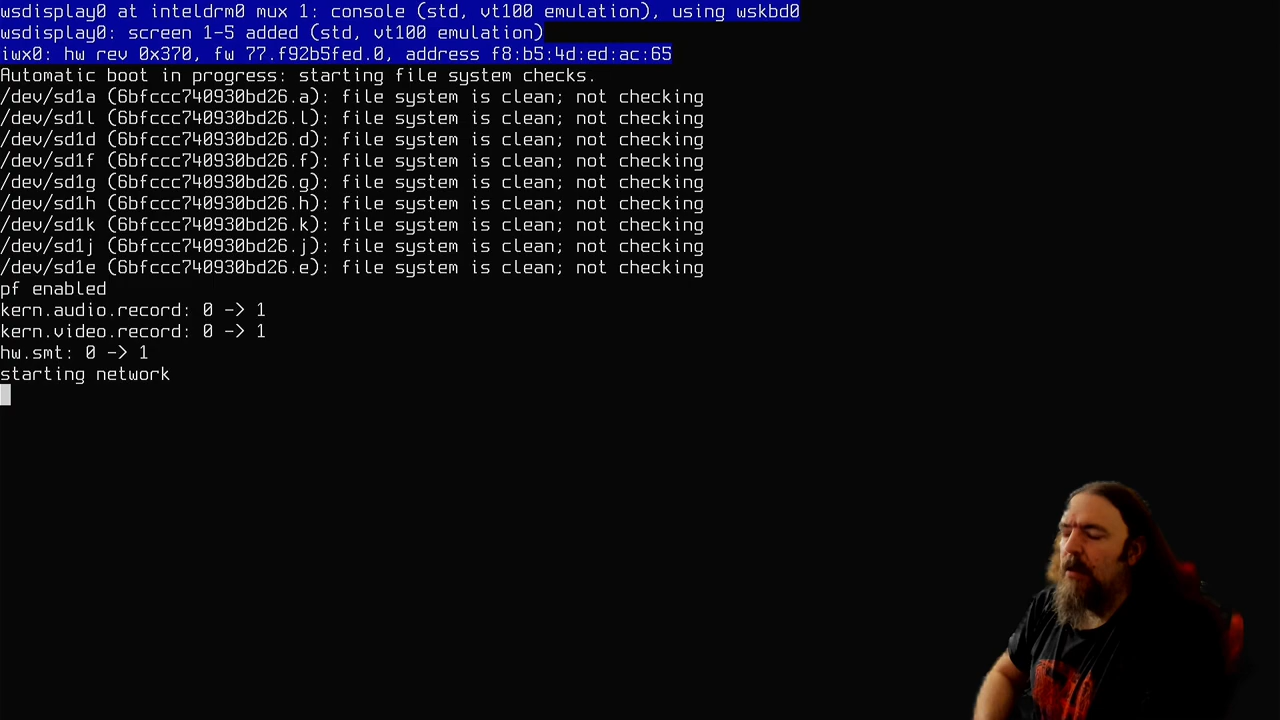 wsdisplay0 at inteldrm0 mux 1: console (std, vt100 emulation), using wskbd0
wsdisplay0: screen 1-5 added (std, vt100 emulation)
iwx0: hw rev 0x370, fw 77.f92b5fed.0, address f8:b5:4d:ed:ac:65
Automatic boot in progress: starting file system checks.
/dev/sd1a (6bfccc740930bd26.a): file system is clean; not checking
/dev/sd1l (6bfccc740930bd26.l): file system is clean; not checking
/dev/sd1d (6bfccc740930bd26.d): file system is clean; not checking
/dev/sd1f (6bfccc740930bd26.f): file system is clean; not checking
/dev/sd1g (6bfccc740930bd26.g): file system is clean; not checking
/dev/sd1h (6bfccc740930bd26.h): file system is clean; not checking
/dev/sd1k (6bfccc740930bd26.k): file system is clean; not checking
/dev/sd1j (6bfccc740930bd26.j): file system is clean; not checking
/dev/sd1e (6bfccc740930bd26.e): file system is clean; not checking
pf enabled
kern.audio.record: 0 -> 1
kern.video.record: 0 -> 1
hw.smt: 0 -> 1
starting network